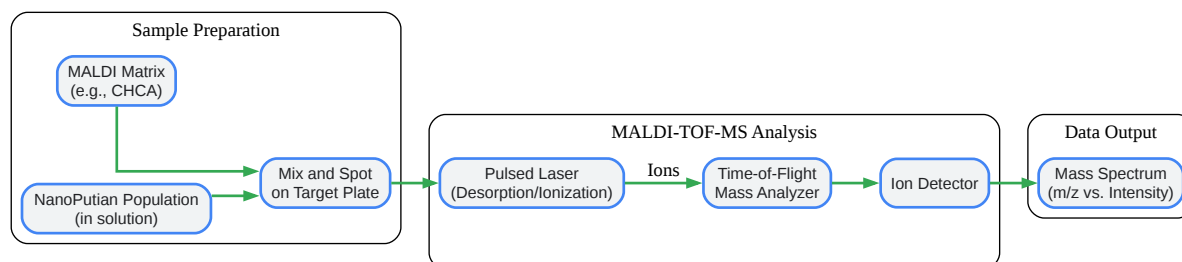 Sample Preparation
MALDI Matrix
(e.g., CHCA)
NanoPutian Population
(in solution)
Mix and Spot
on Target Plate
MALDI-TOF-MS Analysis
Pulsed Laser
(Desorption/Ionization)
Ions
Time-of-Flight
Mass Analyzer
Ion Detector
Data Output
Mass Spectrum
(m/z vs. Intensity)